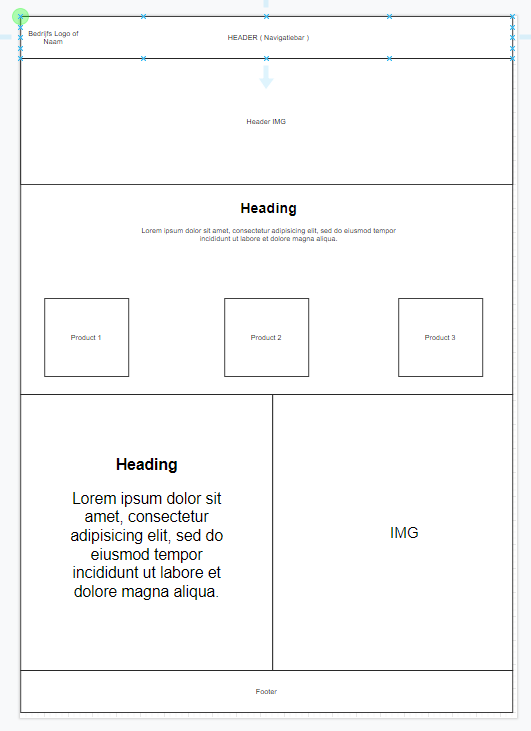 Bedrijfs Logo of
Naam
HEADER ( Navigatiebar )
Header IMG
Heading
Lorem ipsum dolor sit amet, consectetur adipisicing elit, sed do eiusmod tempor
incididunt ut labore et dolore magna aliqua.
Product 1
Product 2
Product 3
Heading
Lorem ipsum dolor sit
amet, consectetur
adipisicing elit, sed do
eiusmod tempor
incididunt ut labore et
dolore magna aliqua.
IMG
Footer